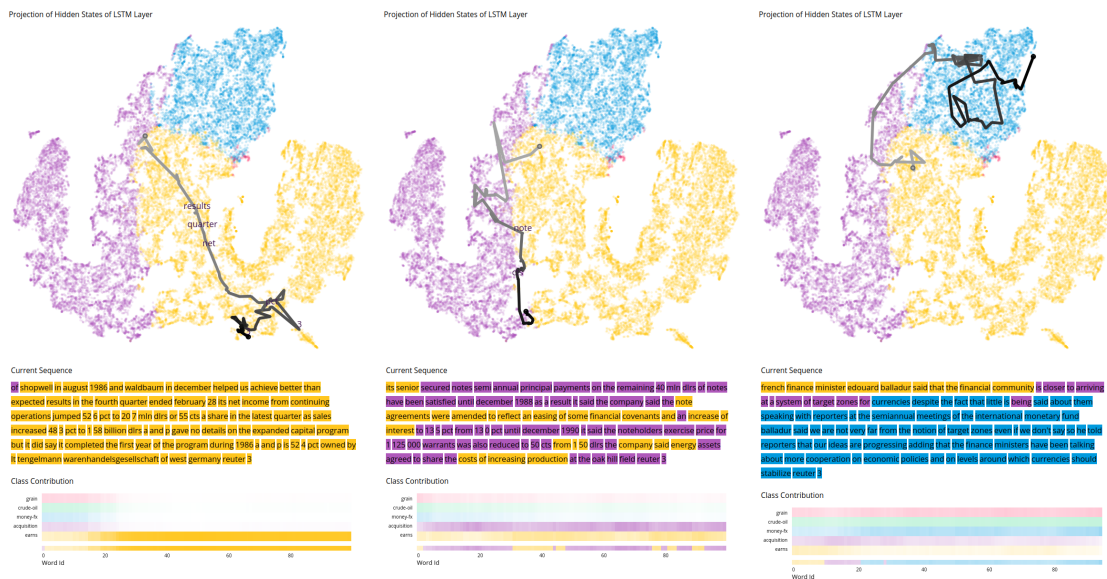 Projection of Hidden States of LSTM Layer
results
quarter
net
3
Current Sequence
of shopwell in august 1986 and waldbaum in december helped us achieve better than
expected results in the fourth quarter ended february 28 its net income from continuing
operations jumped 52 6 pct to 20 7 mln dlrs or 55 cts a share in the latest quarter as sales
increased 48 3 pct to 1 58 billion dlrs a and p gave no details on the expanded capital program
but it did say it completed the first year of the program during 1986 a and p is 52 4 pct owned by
lt tengelmann warenhandelsgesellschaft of west germany reuter 3
Class Contribution
grain
crude-oil
money-fx
acquisition
earns
0 20 40 60 80
Word Id
Projection of Hidden States of LSTM Layer
note
Current Sequence
its senior secured notes semi annual principal payments on the remaining 40 mln dlrs of notes
have been satisfied until december 1988 as a result it said the company said the note
agreements were amended to reflect an easing of some financial covenants and an increase of
interest to 13 5 pct from 13 0 pct until december 1990 it said the noteholders exercise price for
1 125 000 warrants was also reduced to 50 cts from 1 50 dlrs the company said energy assets
agreed to share the costs of increasing production at the oak hill field reuter 3
Class Contribution
grain
crude-oil
money-fx
acquisition
earns
0 20 40 60 80
Word Id
Projection of Hidden States of LSTM Layer
Current Sequence
french finance minister edouard balladur said that the financial community is closer to arriving
at a system of target zones for currencies despite the fact that little is being said about them
speaking with reporters at the semiannual meetings of the international monetary fund
balladur said we are not very far from the notion of target zones even if we don't say so he told
reporters that our ideas are progressing adding that the finance ministers have been talking
about more cooperation on economic policies and on levels around which currencies should
stabilize reuter 3
Class Contribution
grain
crude-oil
money-fx
acquisition
earns
0 20 40 60 80
Word Id